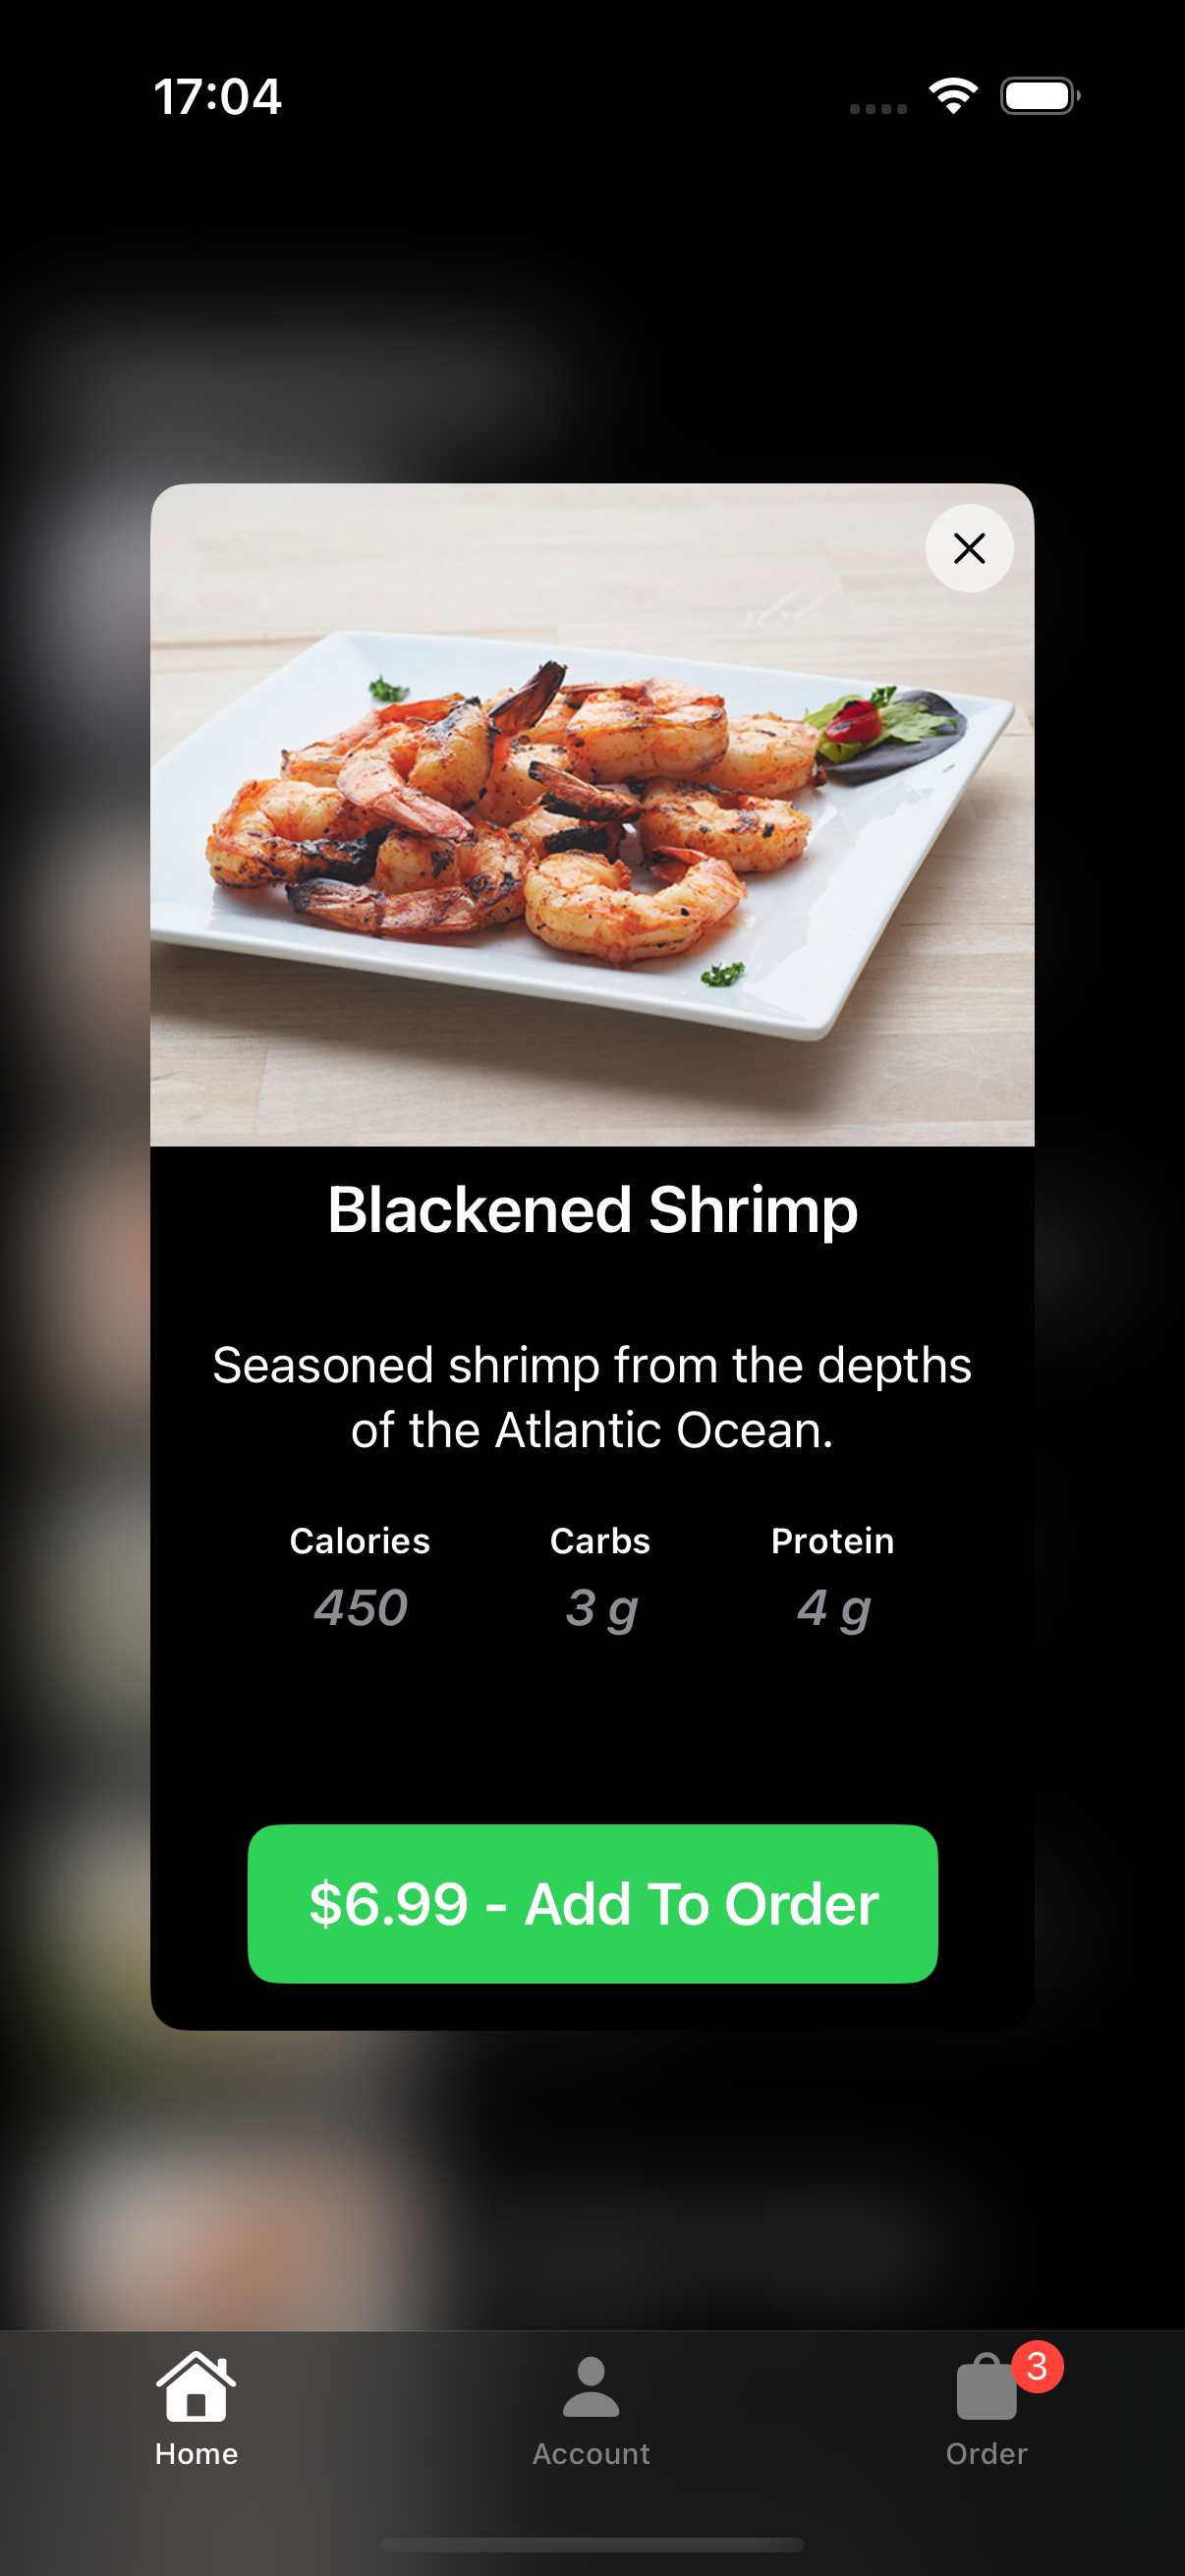 17:04
Blackened Shrimp
Seasoned shrimp from the depths
of the Atlantic Ocean.
Calories Carbs Protein
450 3 g 4 g
$6.99 - Add To Order
3
Home Account Order